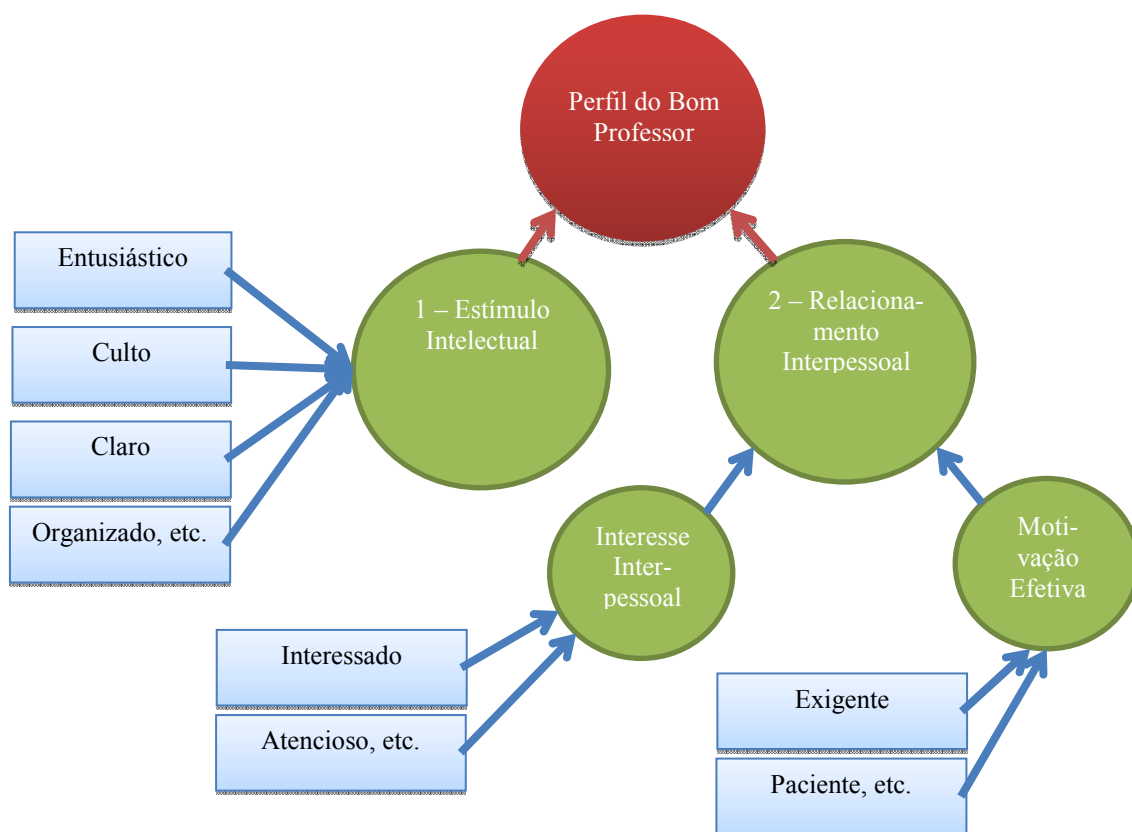 Perfil do Bom
Professor
Entusiástico
Culto
Claro
Organizado, etc.
1 – Estímulo
Intelectual
2 – Relaciona-
mento
Interpessoal
Interesse
Inter-
pessoal
Moti-
vação
Efetiva
Interessado
Atencioso, etc.
Exigente
Paciente, etc.